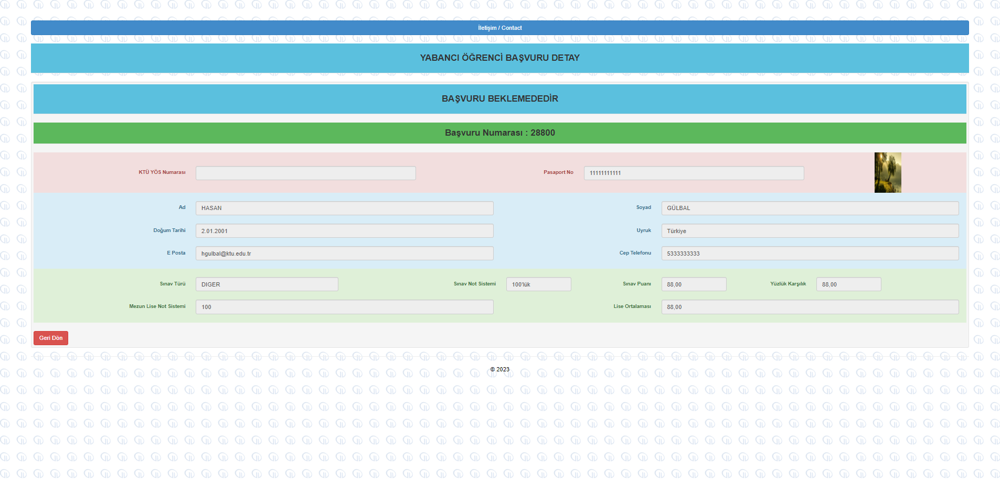 İletişim / Contact
YABANCI ÖĞRENCİ BAŞVURU DETAY
BAŞVURU BEKLEMEDEDİR
Başvuru Numarası : 28800
KTÜ YÖS Numarası
Pasaport No 11111111111
Ad HASAN
Soyad GÜLBAL
Doğum Tarihi 2.01.2001
Uyruk Türkiye
E Posta hgulbal@ktu.edu.tr
Cep Telefonu 5333333333
Sınav Türü DIGER
Sınav Not Sistemi 100'lük
Sınav Puanı 88,00
Yüzlük Karşılık 88,00
Mezun Lise Not Sistemi 100
Lise Ortalaması 88,00
Geri Dön
© 2023